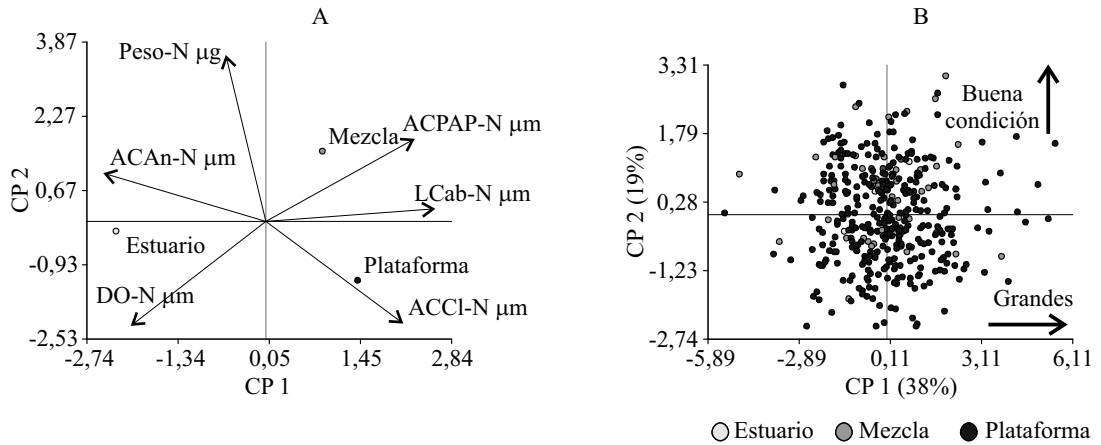 A
3,87
2,27
0,67
-0,93
-2,53
CP 2
-2,74
-1,34
0,05
1,45
2,84
CP 1
Peso-N µg
ACAn-N µm
Mezcla
ACPAP-N µm
LCab-N µm
Estuario
Plataforma
DO-N µm
ACCl-N µm
B
3,31
1,79
0,28
-1,23
-2,74
CP 2 (19%)
-5,89
-2,89
0,11
3,11
6,11
CP 1 (38%)
Buena
condición
Grandes
Estuario Mezcla Plataforma